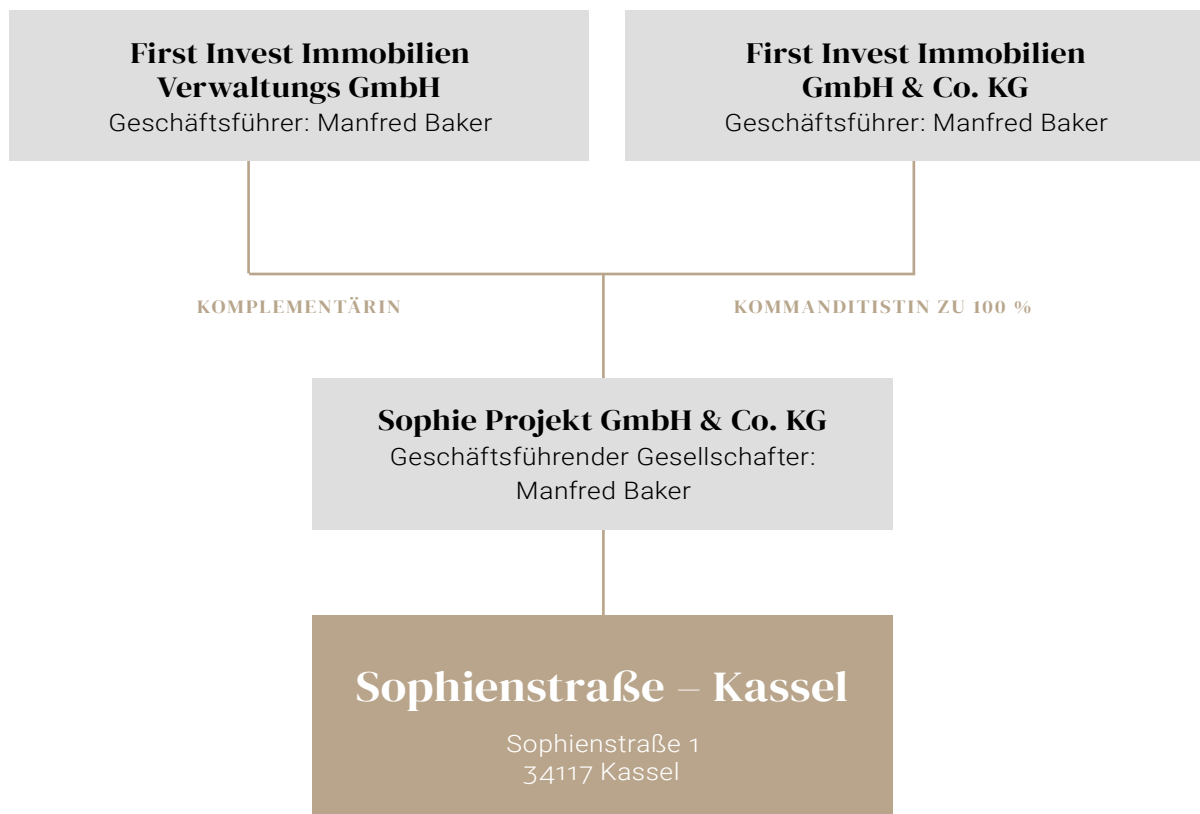 First Invest Immobilien
Verwaltungs GmbH
Geschäftsführer: Manfred Baker
First Invest Immobilien
GmbH & Co. KG
Geschäftsführer: Manfred Baker
KOMPLEMENTÄRIN
KOMMANDITISTIN ZU 100 %
Sophie Projekt GmbH & Co. KG
Geschäftsführender Gesellschafter:
Manfred Baker
Sophienstraße – Kassel
Sophienstraße 1
34117 Kassel